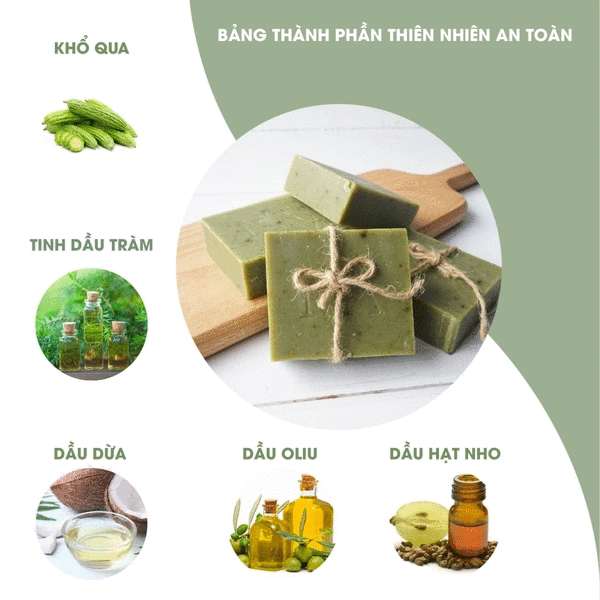 BẢNG THÀNH PHẦN THIÊN NHIÊN AN TOÀN
KHỔ QUA
TINH DẦU TRÀM
DẦU DỪA
DẦU OLIU
DẦU HẠT NHO